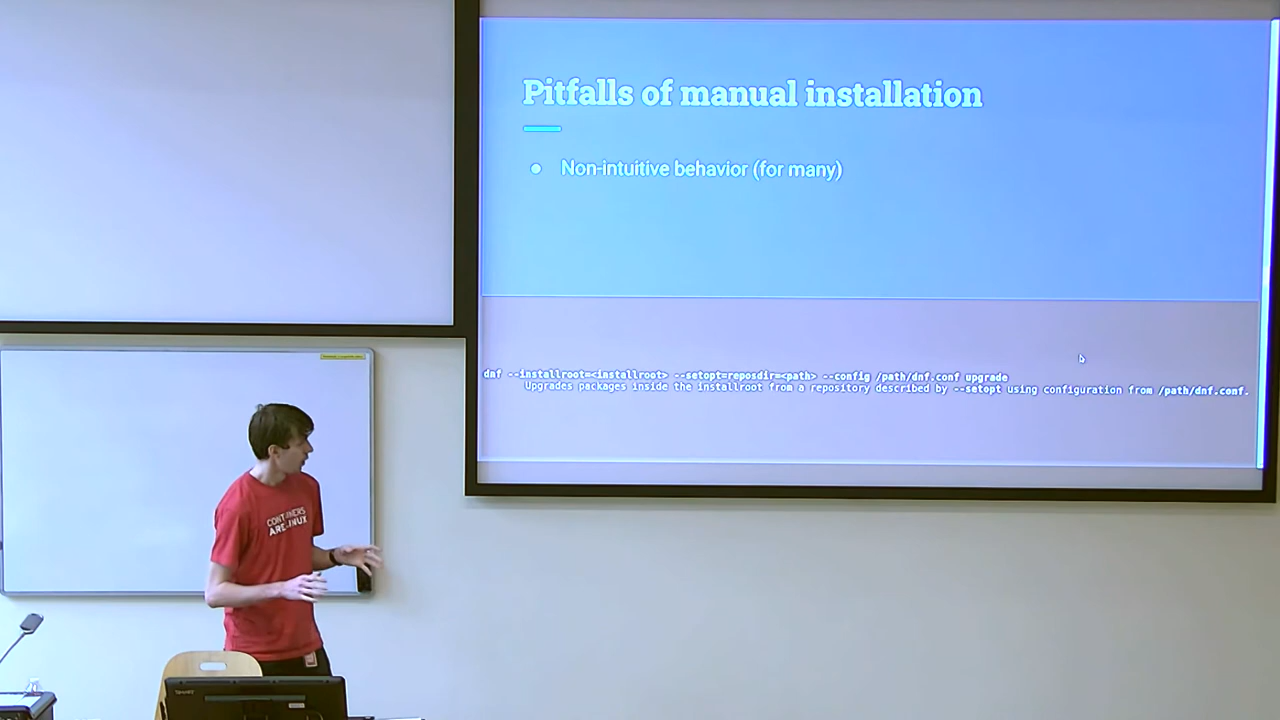 Pitfalls of manual installation
● Non-intuitive behavior (for many)
dnf --installroot=<installroot> --setopt=reposdir=<path> --config /path/dnf.conf upgrade
Upgrades packages inside the installroot from a repository described by --setopt using configuration from /path/dnf.conf.
CONTAINERS
ARE LINUX